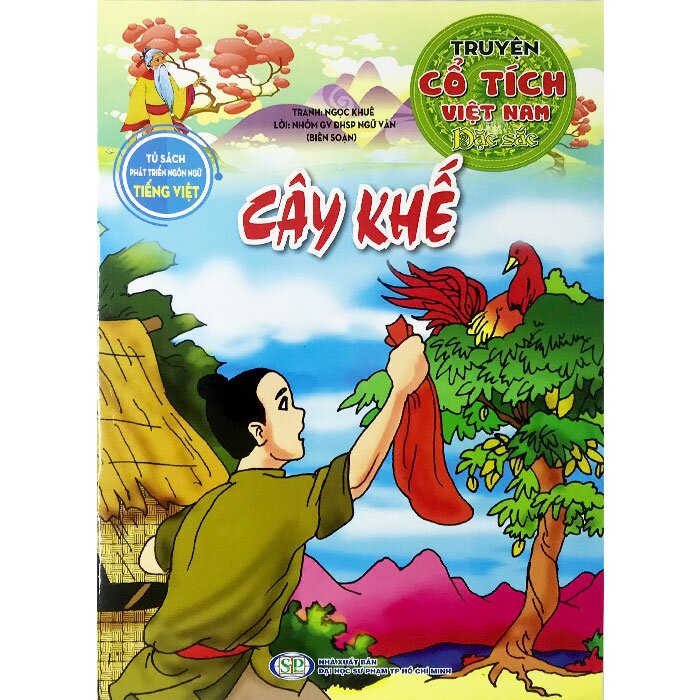 TRUYỆN
CỔ TÍCH
VIỆT NAM
Đặc sắc
TRANH: NGỌC KHUÊ
LỜI: NHÓM GV ĐHSP NGỮ VĂN
(BIÊN SOẠN)
TỦ SÁCH
PHÁT TRIỂN NGÔN NGỮ
TIẾNG VIỆT
CÂY KHẾ
SP
NHÀ XUẤT BẢN
ĐẠI HỌC SƯ PHẠM TP HỒ CHÍ MINH